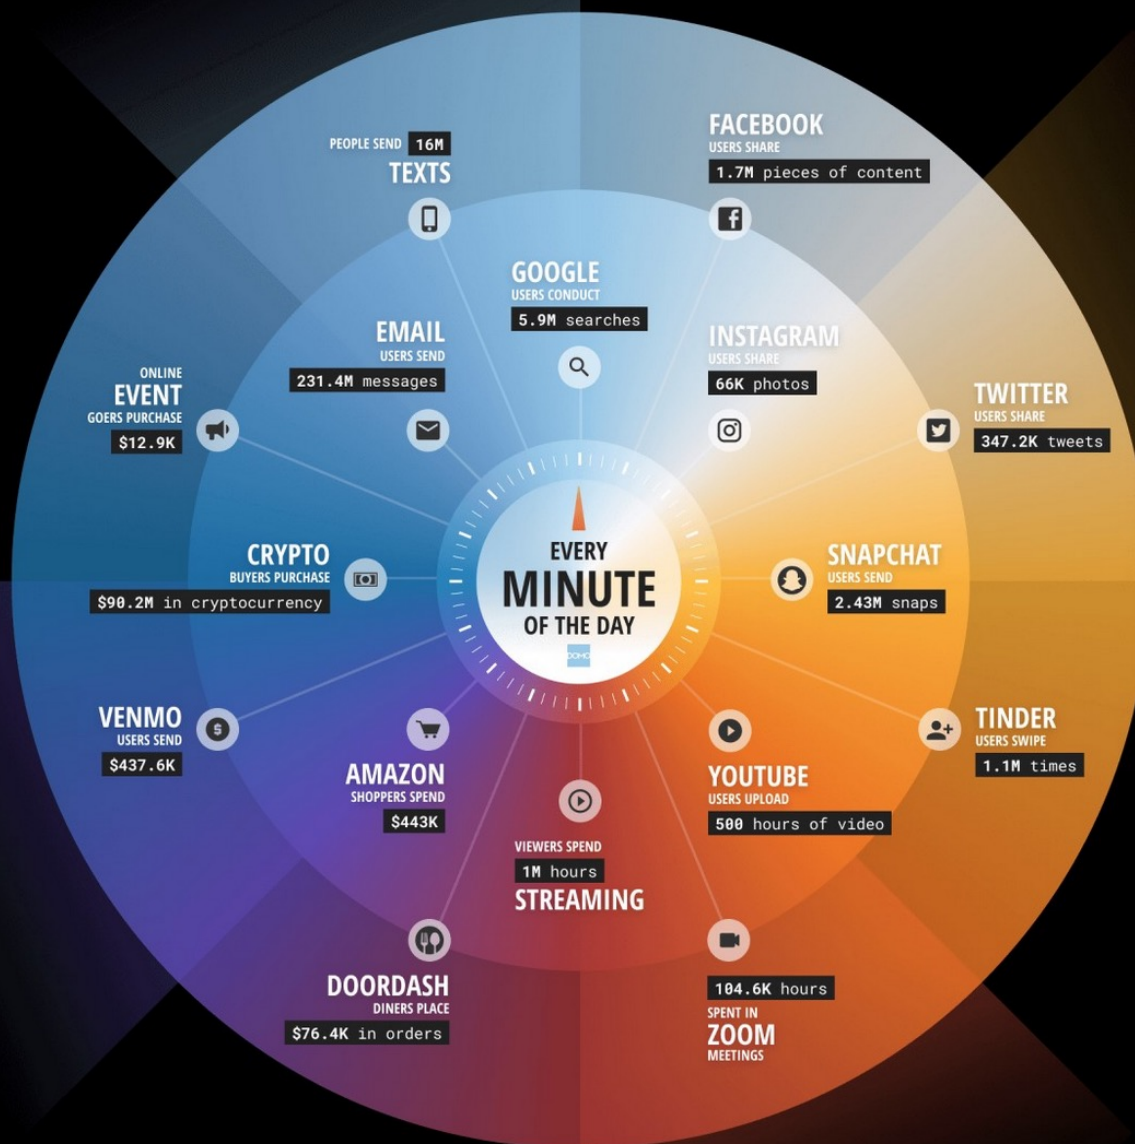 PEOPLE SEND 16M
TEXTS
FACEBOOK
USERS SHARE
1.7M pieces of content
GOOGLE
USERS CONDUCT
5.9M searches
EMAIL
USERS SEND
231.4M messages
INSTAGRAM
USERS SHARE
66K photos
ONLINE
EVENT
GOERS PURCHASE
$12.9K
TWITTER
USERS SHARE
347.2K tweets
CRYPTO
BUYERS PURCHASE
$90.2M in cryptocurrency
EVERY
MINUTE
OF THE DAY
DOMO
SNAPCHAT
USERS SEND
2.43M snaps
VENMO
USERS SEND
$437.6K
AMAZON
SHOPPERS SPEND
$443K
VIEWERS SPEND
1M hours
STREAMING
YOUTUBE
USERS UPLOAD
500 hours of video
TINDER
USERS SWIPE
1.1M times
DOORDASH
DINERS PLACE
$76.4K in orders
104.6K hours
SPENT IN
ZOOM
MEETINGS